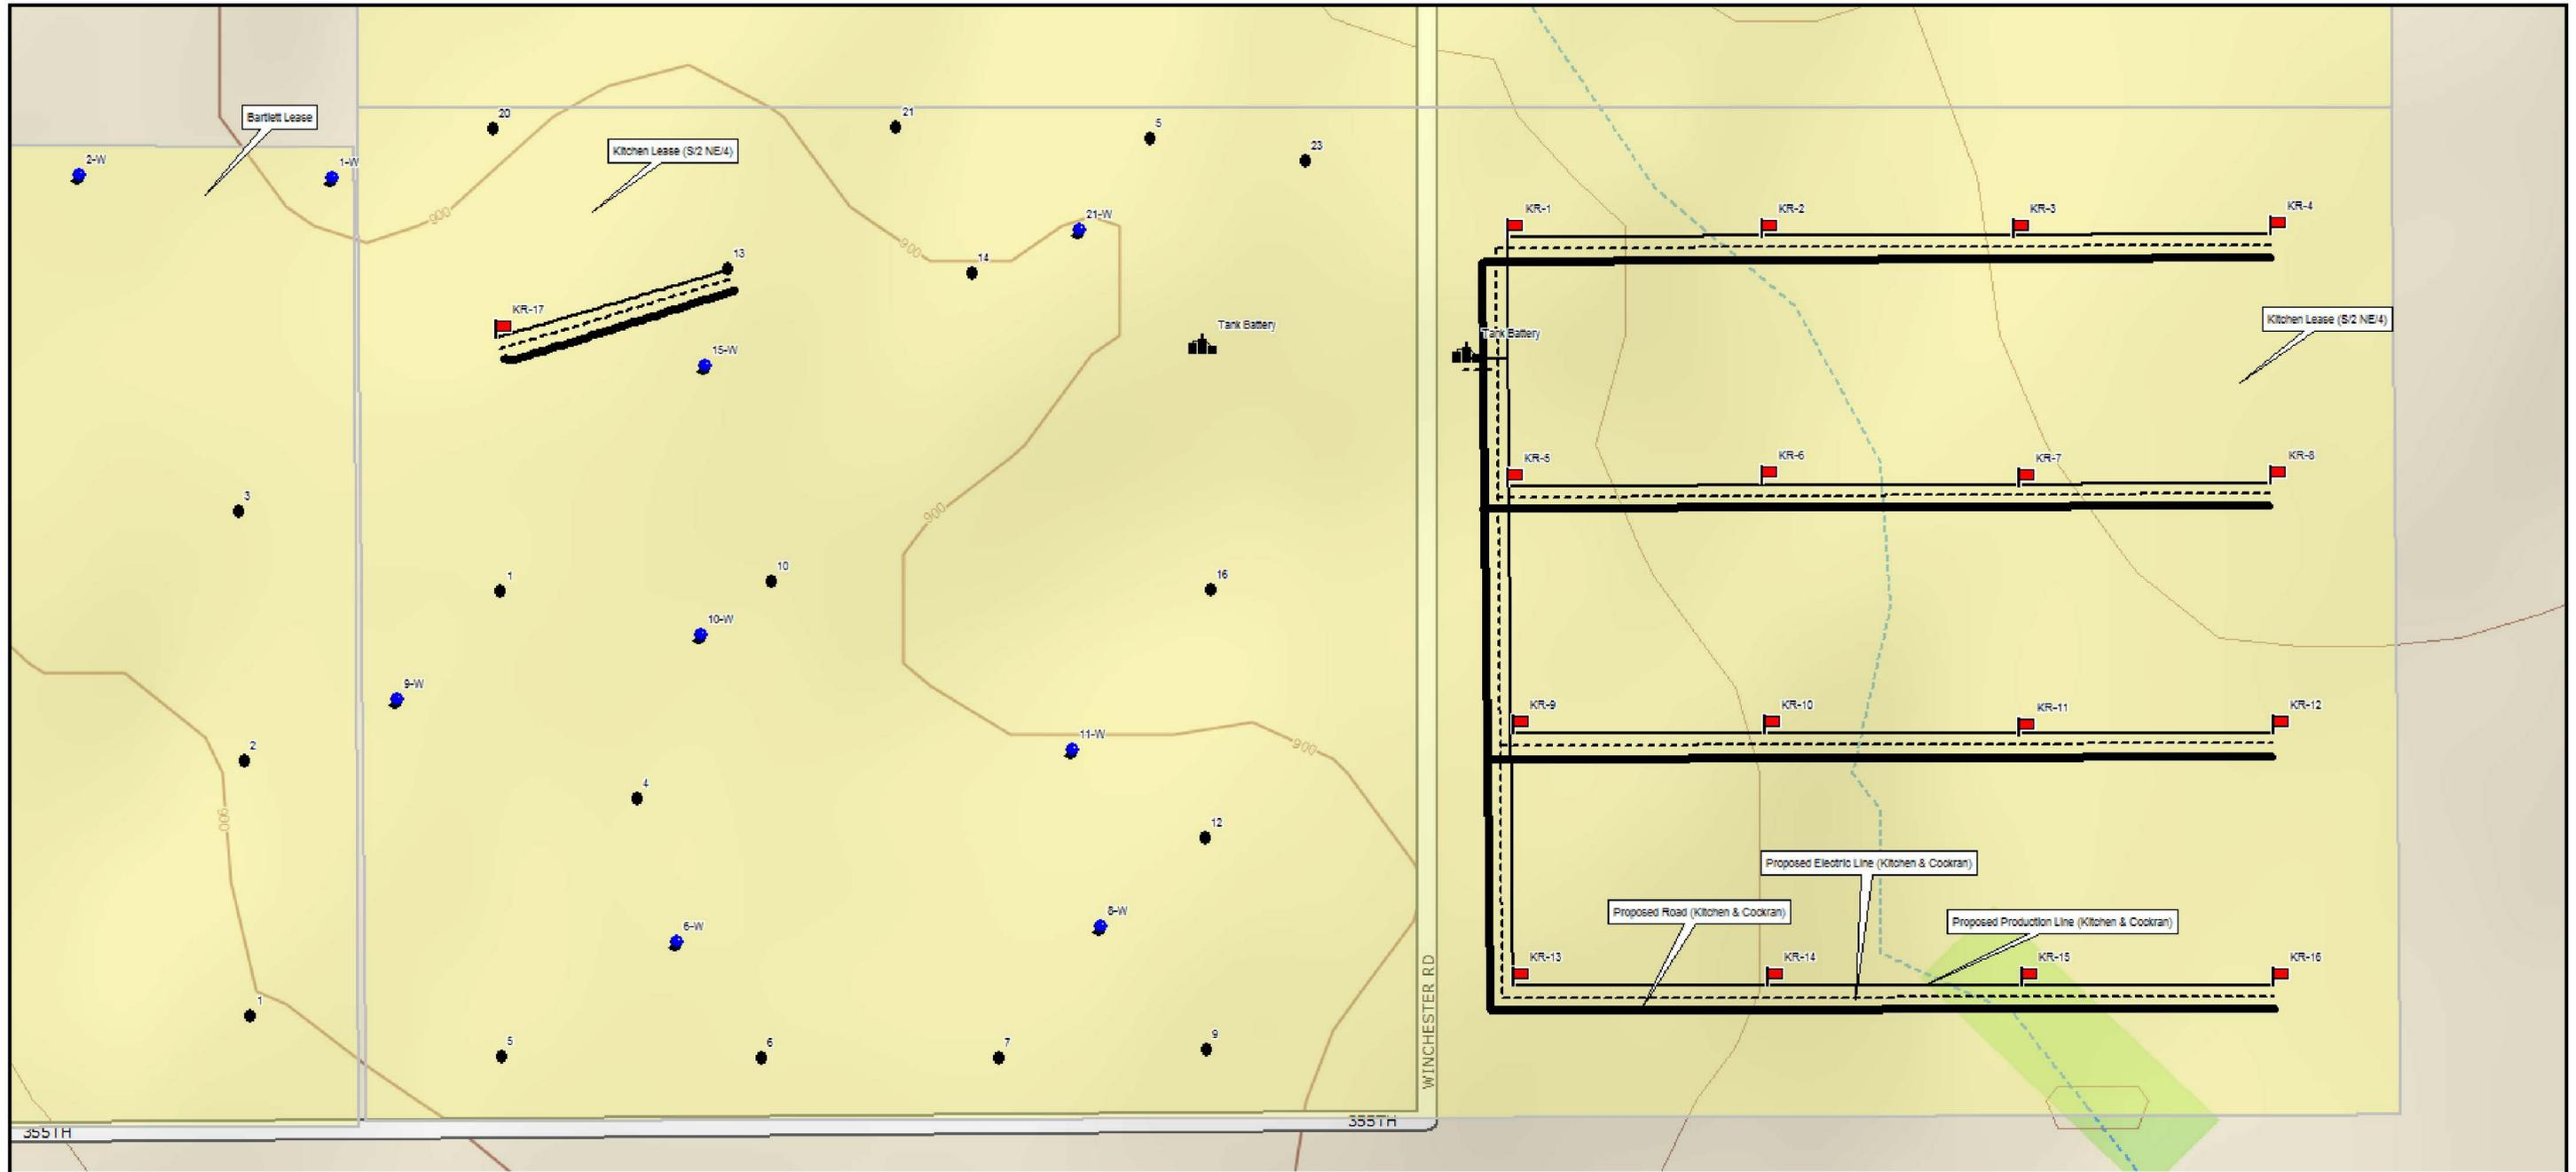 20
21
5
Bartlett Lease
23
Kitchen Lease (S/2 NE/4)
2-W
1-W
KR-1
KR-2
KR-3
KR-4
900
21-W
900
13
14
KR-17
Tank Battery
Tank Battery
Kitchen Lease (S/2 NE/4)
15-W
KR-5
KR-6
KR-7
KR-8
3
900
1
10
16
10-W
9-W
KR-9
KR-10
KR-11
KR-12
2
11-W
900
4
900
12
Proposed Electric Line (Kitchen & Cockran)
Proposed Road (Kitchen & Cockran)
Proposed Production Line (Kitchen & Cockran)
6-W
8-W
KR-13
KR-14
KR-15
KR-16
1
WINCHESTER RD
5
6
7
9
355TH
355TH